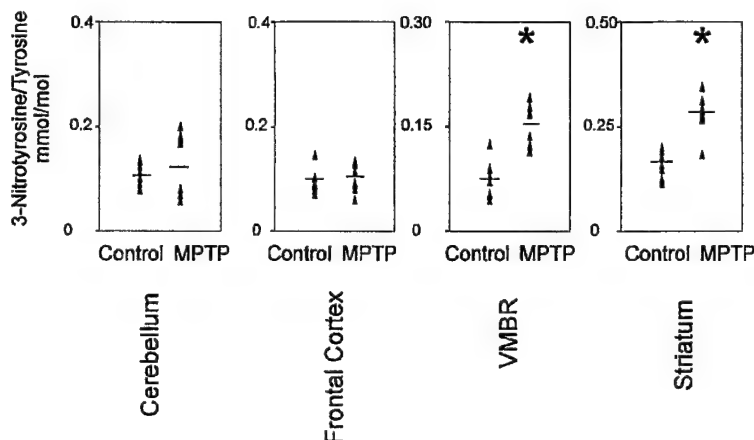 3-Nitrotyrosine/Tyrosine
mmol/mol
0.4
0.2
0
Control MPTP
Cerebellum
0.4
0.2
0
Control MPTP
Frontal Cortex
0.30
0.15
0
*
Control MPTP
VMBR
0.50
0.25
0
*
Control MPTP
Striatum